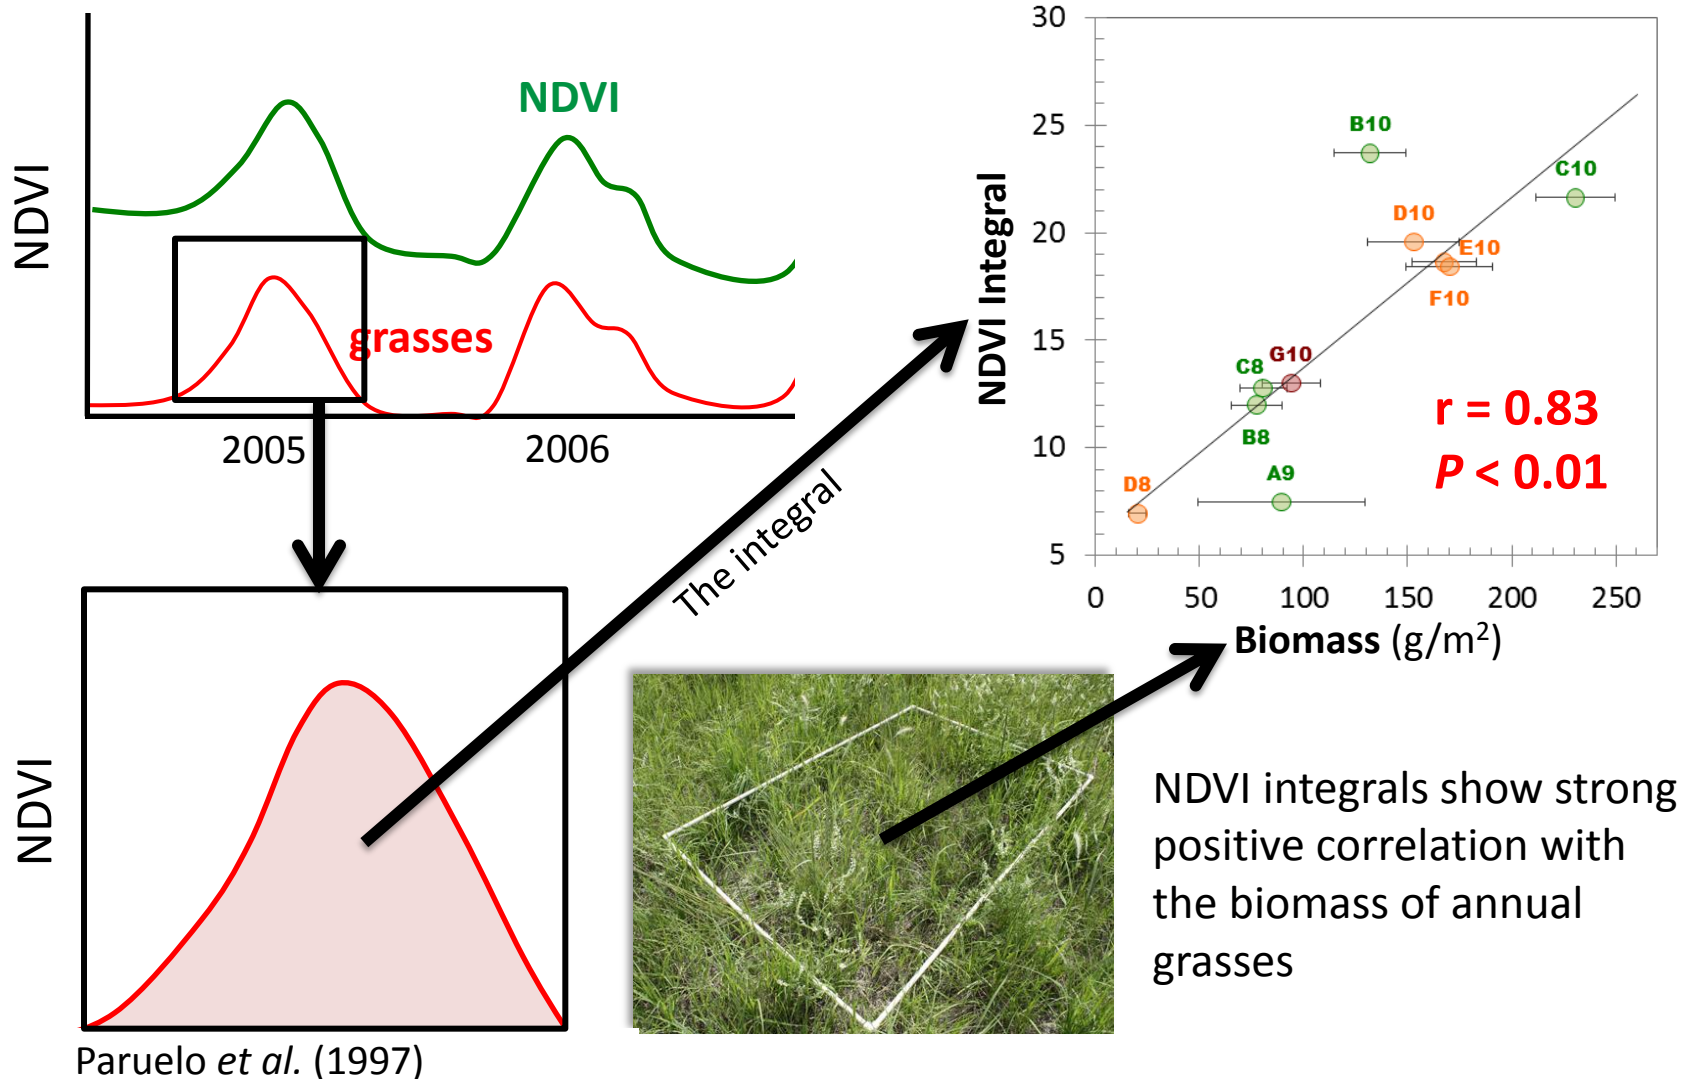 NDVI
NDVI
grasses
2005
2006
The integral
NDVI
Paruelo et al. (1997)
30
25
20
15
10
5
NDVI Integral
B10
C10
D10
E10
F10
G10
C8
B8
A9
D8
r = 0.83
P < 0.01
0 50 100 150 200 250
Biomass (g/m²)
NDVI integrals show strong
positive correlation with
the biomass of annual
grasses